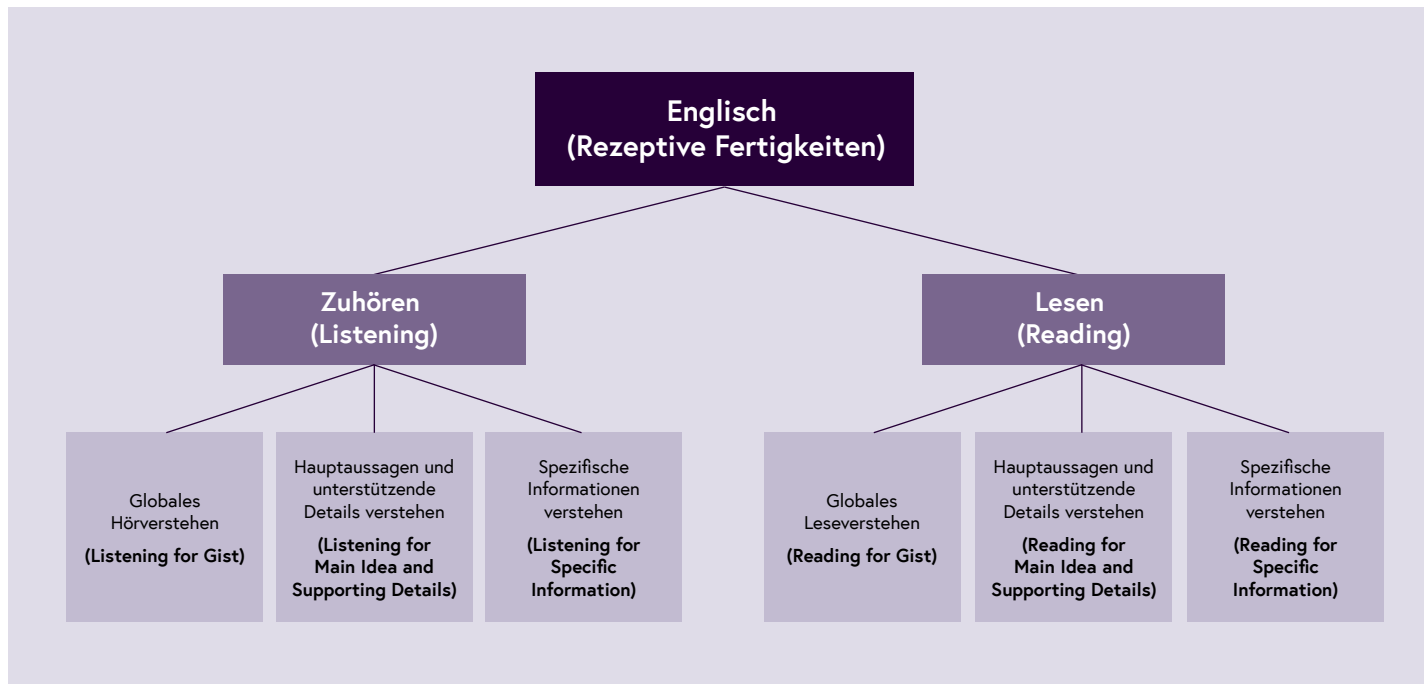 Englisch
(Rezeptive Fertigkeiten)
Zuhören
(Listening)
Lesen
(Reading)
Globales
Hörverstehen
(Listening for Gist)
Hauptaussagen und
unterstützende
Details verstehen
(Listening for
Main Idea and
Supporting Details)
Spezifische
Informationen
verstehen
(Listening for
Specific
Information)
Globales
Leseverstehen
(Reading for Gist)
Hauptaussagen und
unterstützende
Details verstehen
(Reading for
Main Idea and
Supporting Details)
Spezifische
Informationen
verstehen
(Reading for
Specific
Information)